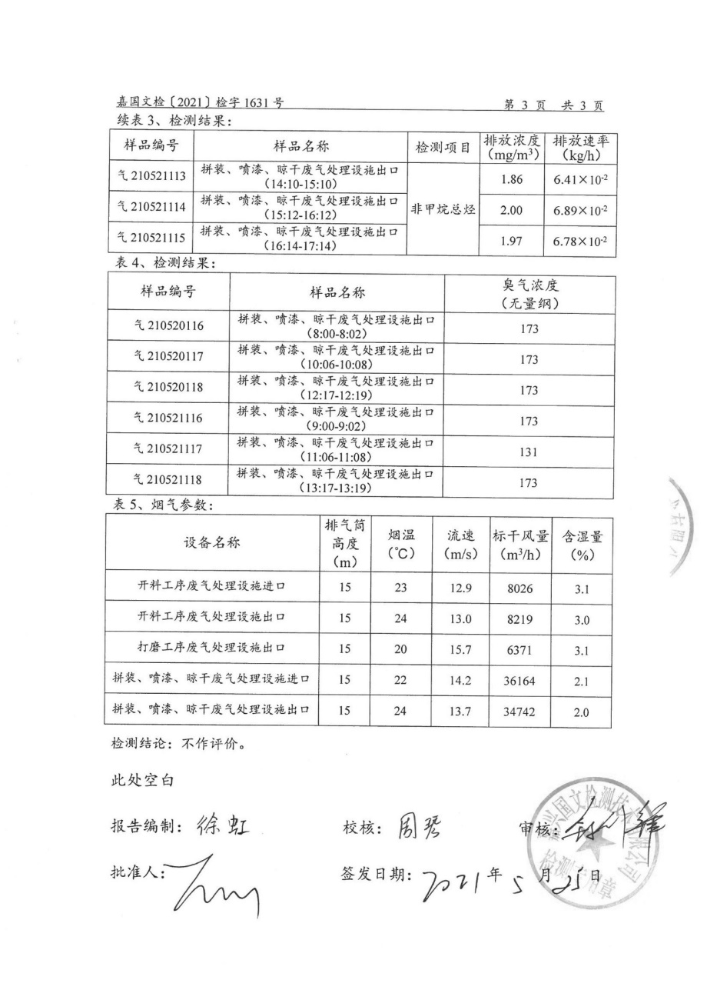 嘉国文检〔2021〕检字 1631 号 第 3 页 共 3 页
续表 3、检测结果：
样品编号 样品名称 检测项目 排放浓度（mg/m³） 排放速率（kg/h）
气 210521113 拼装、喷漆、晾干废气处理设施出口（14:10-15:10） 非甲烷总烃 1.86 6.41×10⁻²
气 210521114 拼装、喷漆、晾干废气处理设施出口（15:12-16:12） 2.00 6.89×10⁻²
气 210521115 拼装、喷漆、晾干废气处理设施出口（16:14-17:14） 1.97 6.78×10⁻²
表 4、检测结果：
样品编号 样品名称 臭气浓度（无量纲）
气 210520116 拼装、喷漆、晾干废气处理设施出口（8:00-8:02） 173
气 210520117 拼装、喷漆、晾干废气处理设施出口（10:06-10:08） 173
气 210520118 拼装、喷漆、晾干废气处理设施出口（12:17-12:19） 173
气 210521116 拼装、喷漆、晾干废气处理设施出口（9:00-9:02） 173
气 210521117 拼装、喷漆、晾干废气处理设施出口（11:06-11:08） 131
气 210521118 拼装、喷漆、晾干废气处理设施出口（13:17-13:19） 173
表 5、烟气参数：
设备名称 排气筒高度（m） 烟温（℃） 流速（m/s） 标干风量（m³/h） 含湿量（%）
开料工序废气处理设施进口 15 23 12.9 8026 3.1
开料工序废气处理设施出口 15 24 13.0 8219 3.0
打磨工序废气处理设施出口 15 20 15.7 6371 3.1
拼装、喷漆、晾干废气处理设施进口 15 22 14.2 36164 2.1
拼装、喷漆、晾干废气处理设施出口 15 24 13.7 34742 2.0
检测结论：不作评价。
此处空白
报告编制：徐虹 校核：周琴 审核：
批准人： 签发日期：2021年 5 月 25日
兴国文检测技术有限公司
检测专用章